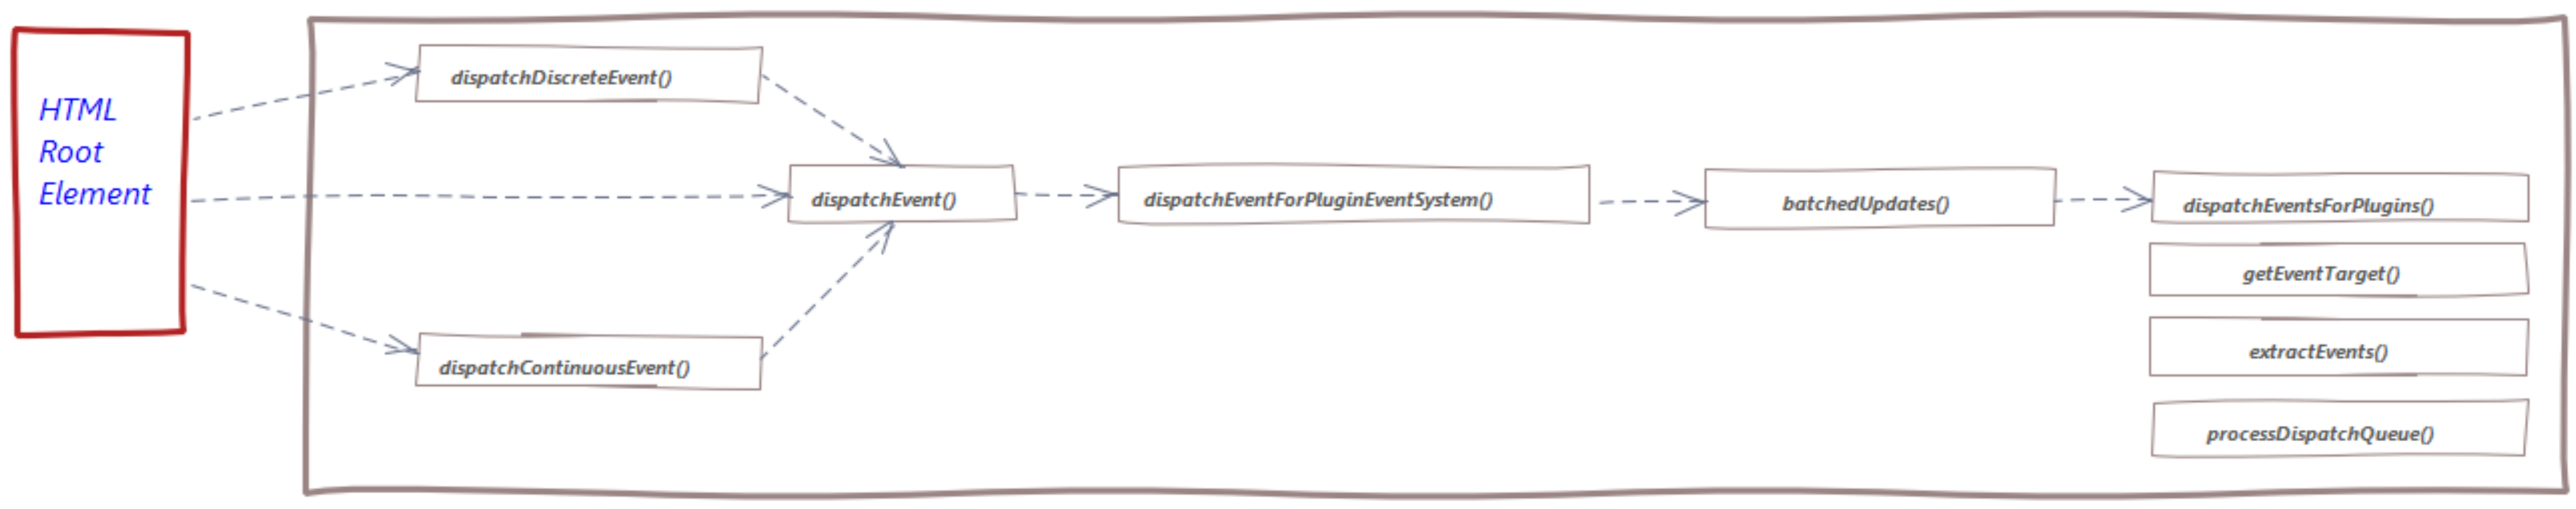 HTML
Root
Element
dispatchDiscreteEvent()
dispatchEvent()
dispatchContinuousEvent()
dispatchEventForPluginEventSystem()
batchedUpdates()
dispatchEventsForPlugins()
getEventTarget()
extractEvents()
processDispatchQueue()